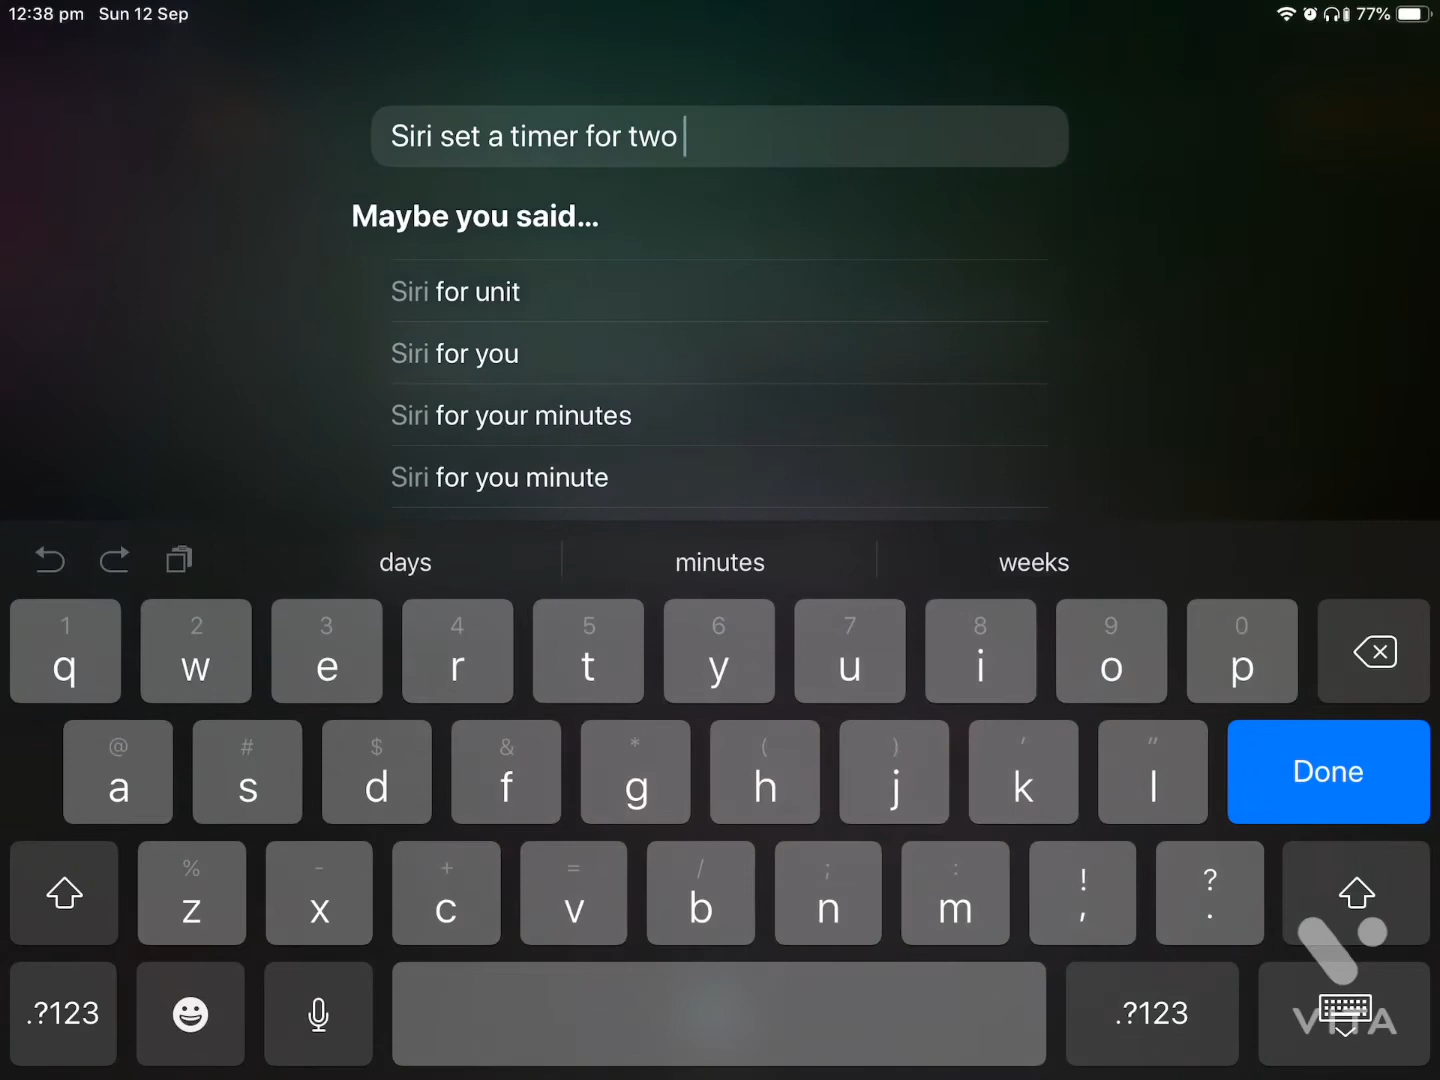 12:38 pm Sun 12 Sep 77%
Siri set a timer for two
Maybe you said...
Siri for unit
Siri for you
Siri for your minutes
Siri for you minute
days minutes weeks
1 2 3 4 5 6 7 8 9 0
q w e r t y u i o p
@ # $ & * ( ) ' "
a s d f g h j k l Done
% - + = / ; : ! ?
z x c v b n m , .
.?123 .?123 VITA